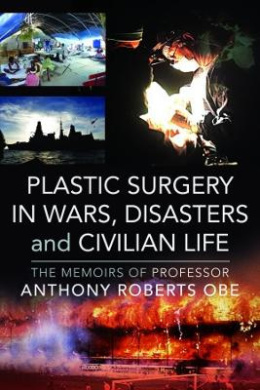 PLASTIC SURGERY
IN WARS, DISASTERS
and CIVILIAN LIFE
THE MEMOIRS OF PROFESSOR
ANTHONY ROBERTS OBE